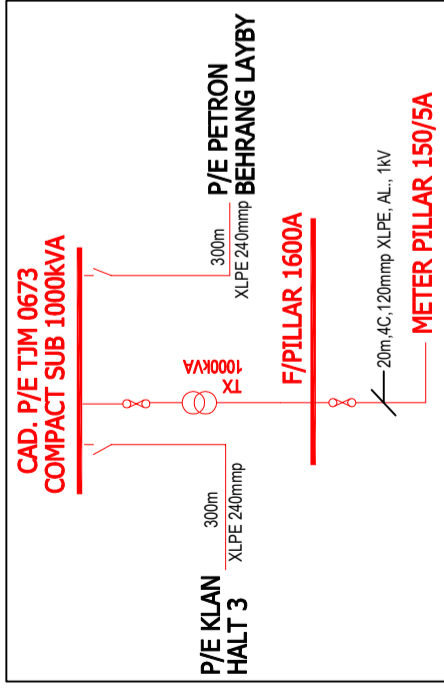 CAD. P/E TJM 0673
COMPACT SUB 1000kVA
P/E KLAN
HALT 3
300m
XLPE 240mmp
TX
1000kVA
300m
XLPE 240mmp
P/E PETRON
BEHRANG LAYBY
F/PILLAR 1600A
20m,4C,120mmp XLPE, AL., 1kV
METER PILLAR 150/5A